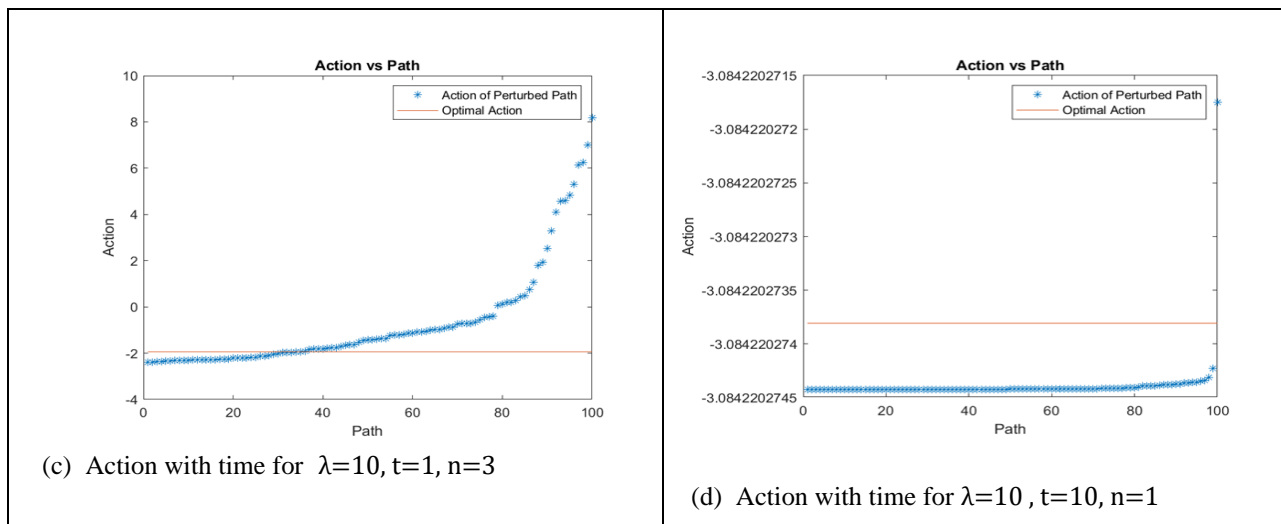 Action vs Path
10
8
6
4
2
0
-2
-4
Action
Action of Perturbed Path
Optimal Action
0 20 40 60 80 100
Path
(c) Action with time for λ=10, t=1, n=3
Action vs Path
-3.0842202715
-3.084220272
-3.0842202725
-3.084220273
-3.0842202735
-3.084220274
-3.0842202745
Action
Action of Perturbed Path
Optimal Action
0 20 40 60 80 100
Path
(d) Action with time for λ=10 , t=10, n=1